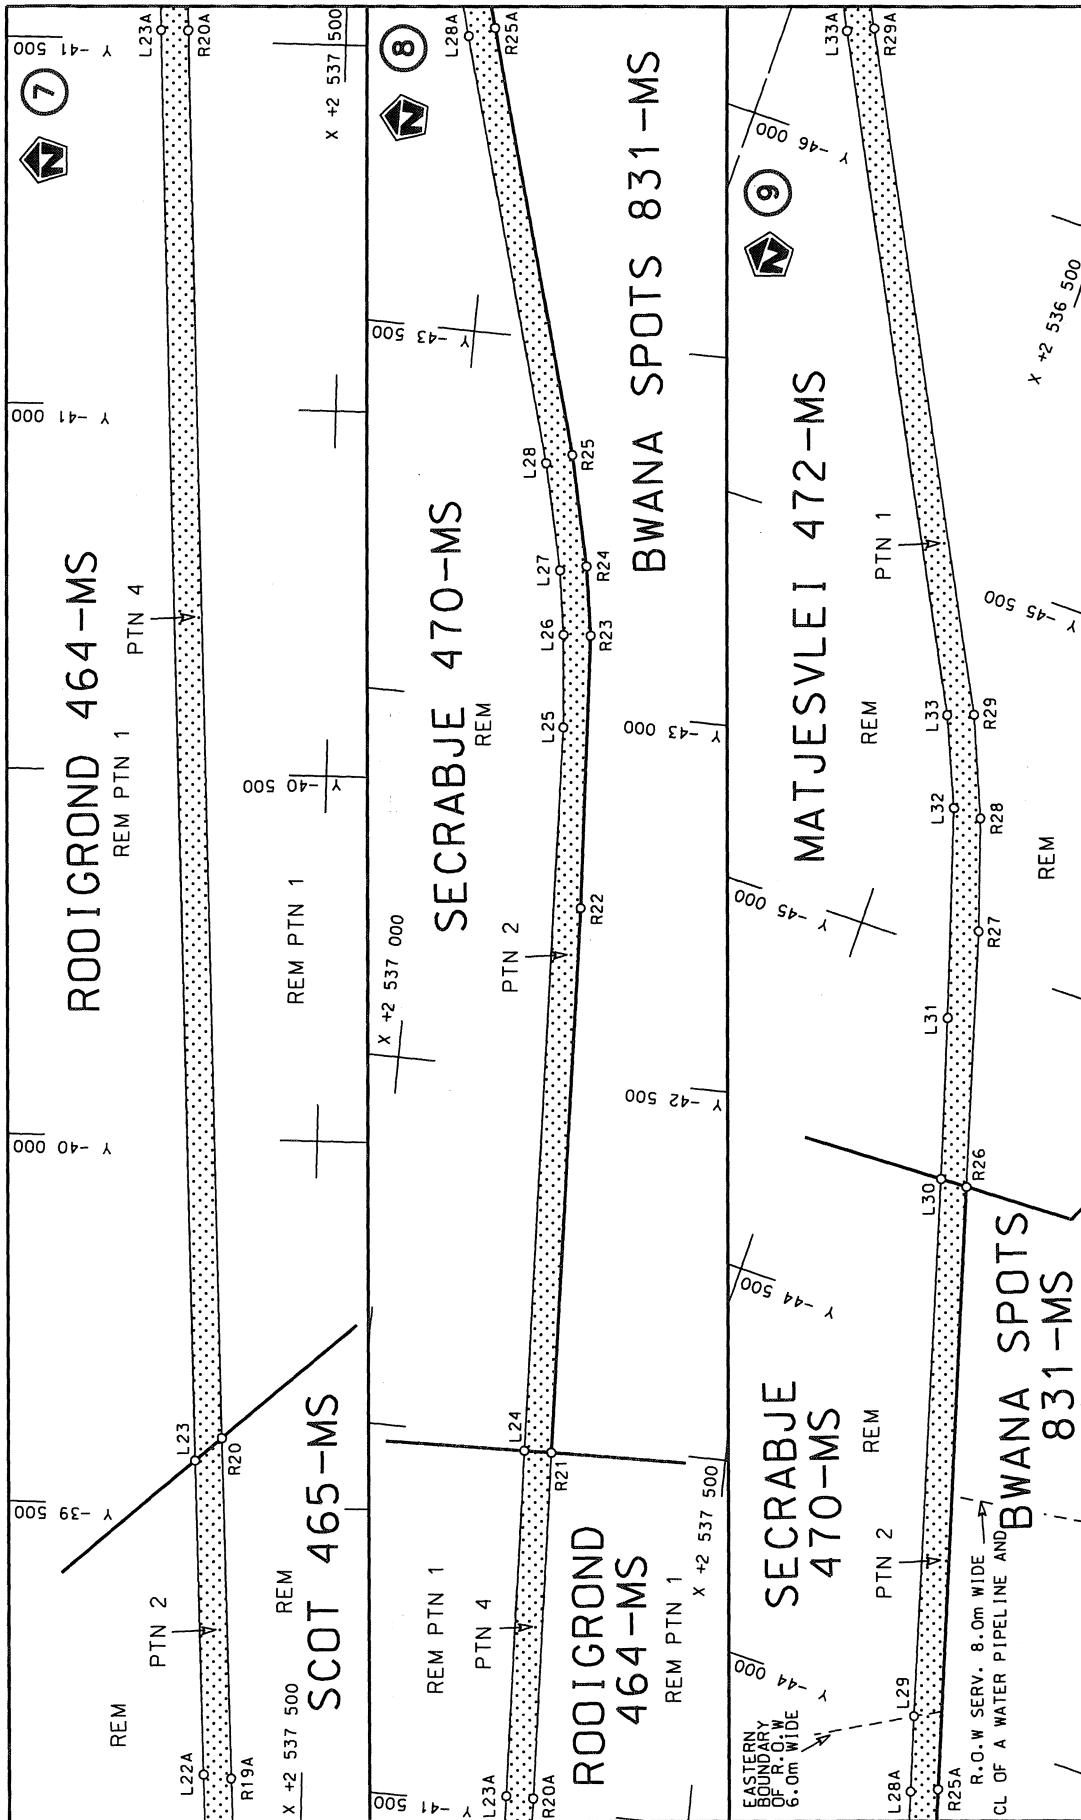 7
N
L23A
R20A
Y -41 500
X +2 537 500
Y -41 000
ROOIGROND 464-MS
REM PTN 1
PTN 4
Y -40 500
REM PTN 1
Y -40 000
L23
R20
Y -39 500
SCOT 465-MS
REM
PTN 2
REM
L22A
R19A
X +2 537 500
8
N
L28A
R25A
BWANA SPOTS 831-MS
Y -43 500
L28
R25
L27
R24
L26
R23
L25
SECRABJE 470-MS
REM
Y -43 000
R22
PTN 2
X +2 537 000
Y -42 500
L24
R21
X +2 537 500
ROOIGROND
464-MS
REM PTN 1
REM PTN 1
PTN 4
L23A
R20A
Y -41 500
9
N
L33A
R29A
Y -46 000
X +2 536 500
MATJESVLEI 472-MS
PTN 1
Y -45 500
REM
L33
R29
L32
R28
REM
Y -45 000
R27
L31
L30
R26
Y -44 500
BWANA SPOTS
831-MS
SECRABJE
470-MS
REM
PTN 2
Y -44 000
L29
EASTERN
BOUNDARY
OF R.O.W
6.0m WIDE
R.O.W SERV. 8.0m WIDE
CL OF A WATER PIPELINE AND
L28A
R25A